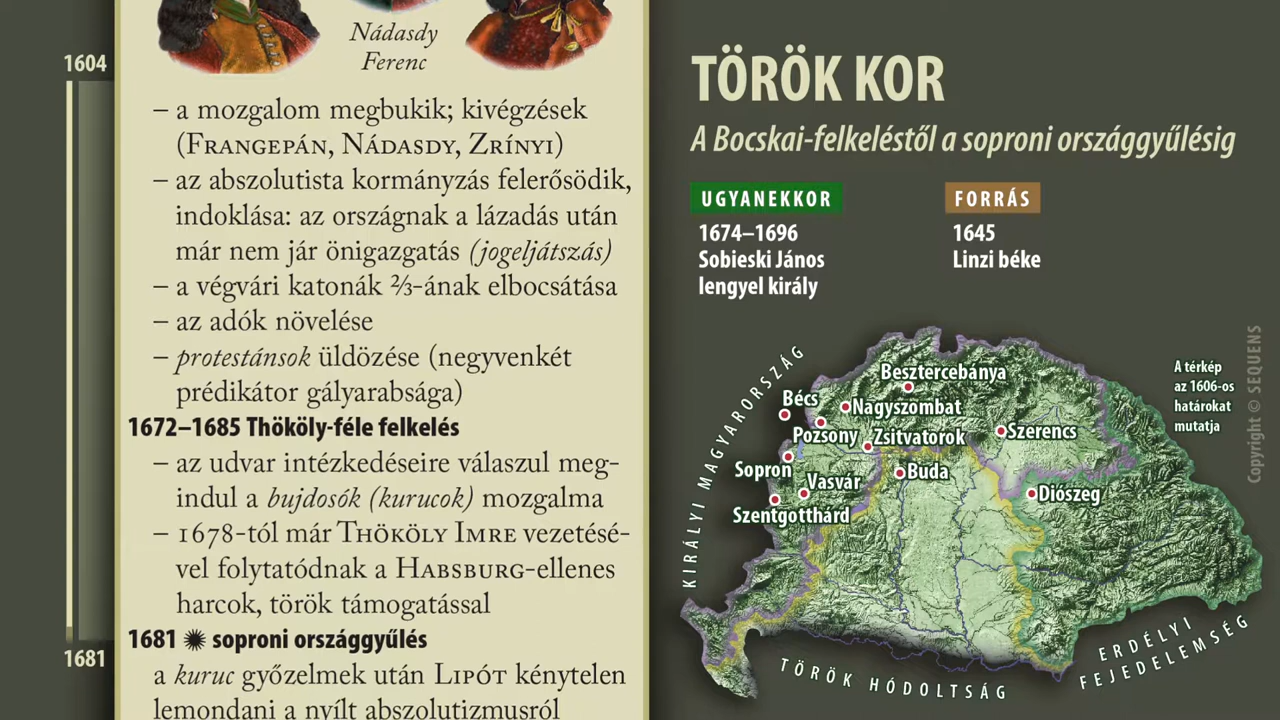 1604
1681
Nádasdy
Ferenc
– a mozgalom megbukik; kivégzések
(FRANGEPÁN, NÁDASDY, ZRÍNYI)
– az abszolutista kormányzás felerősödik,
indoklása: az országnak a lázadás után
már nem jár önigazgatás (jogeljátszás)
– a végvári katonák ⅔-ának elbocsátása
– az adók növelése
– protestánsok üldözése (negyvenkét
prédikátor gályarabsága)
1672–1685 Thököly-féle felkelés
– az udvar intézkedéseire válaszul meg-
indul a bujdosók (kurucok) mozgalma
– 1678-tól már THÖKÖLY IMRE vezetésé-
vel folytatódnak a HABSBURG-ellenes
harcok, török támogatással
1681 ✹ soproni országgyűlés
a kuruc győzelmek után LIPÓT kénytelen
lemondani a nyílt abszolutizmusról
TÖRÖK KOR
A Bocskai-felkeléstől a soproni országgyűlésig
UGYANEKKOR
1674–1696
Sobieski János
lengyel király
FORRÁS
1645
Linzi béke
KIRÁLYI MAGYARORSZÁG
Besztercebánya
Bécs
Nagyszombat
Pozsony
Zsitvatorok
Szerencs
Sopron
Buda
Vasvár
Diószeg
Szentgotthárd
TÖRÖK HÓDOLTSÁG
ERDÉLYI
FEJEDELEMSÉG
A térkép
az 1606-os
határokat
mutatja
Copyright © SEQUENS